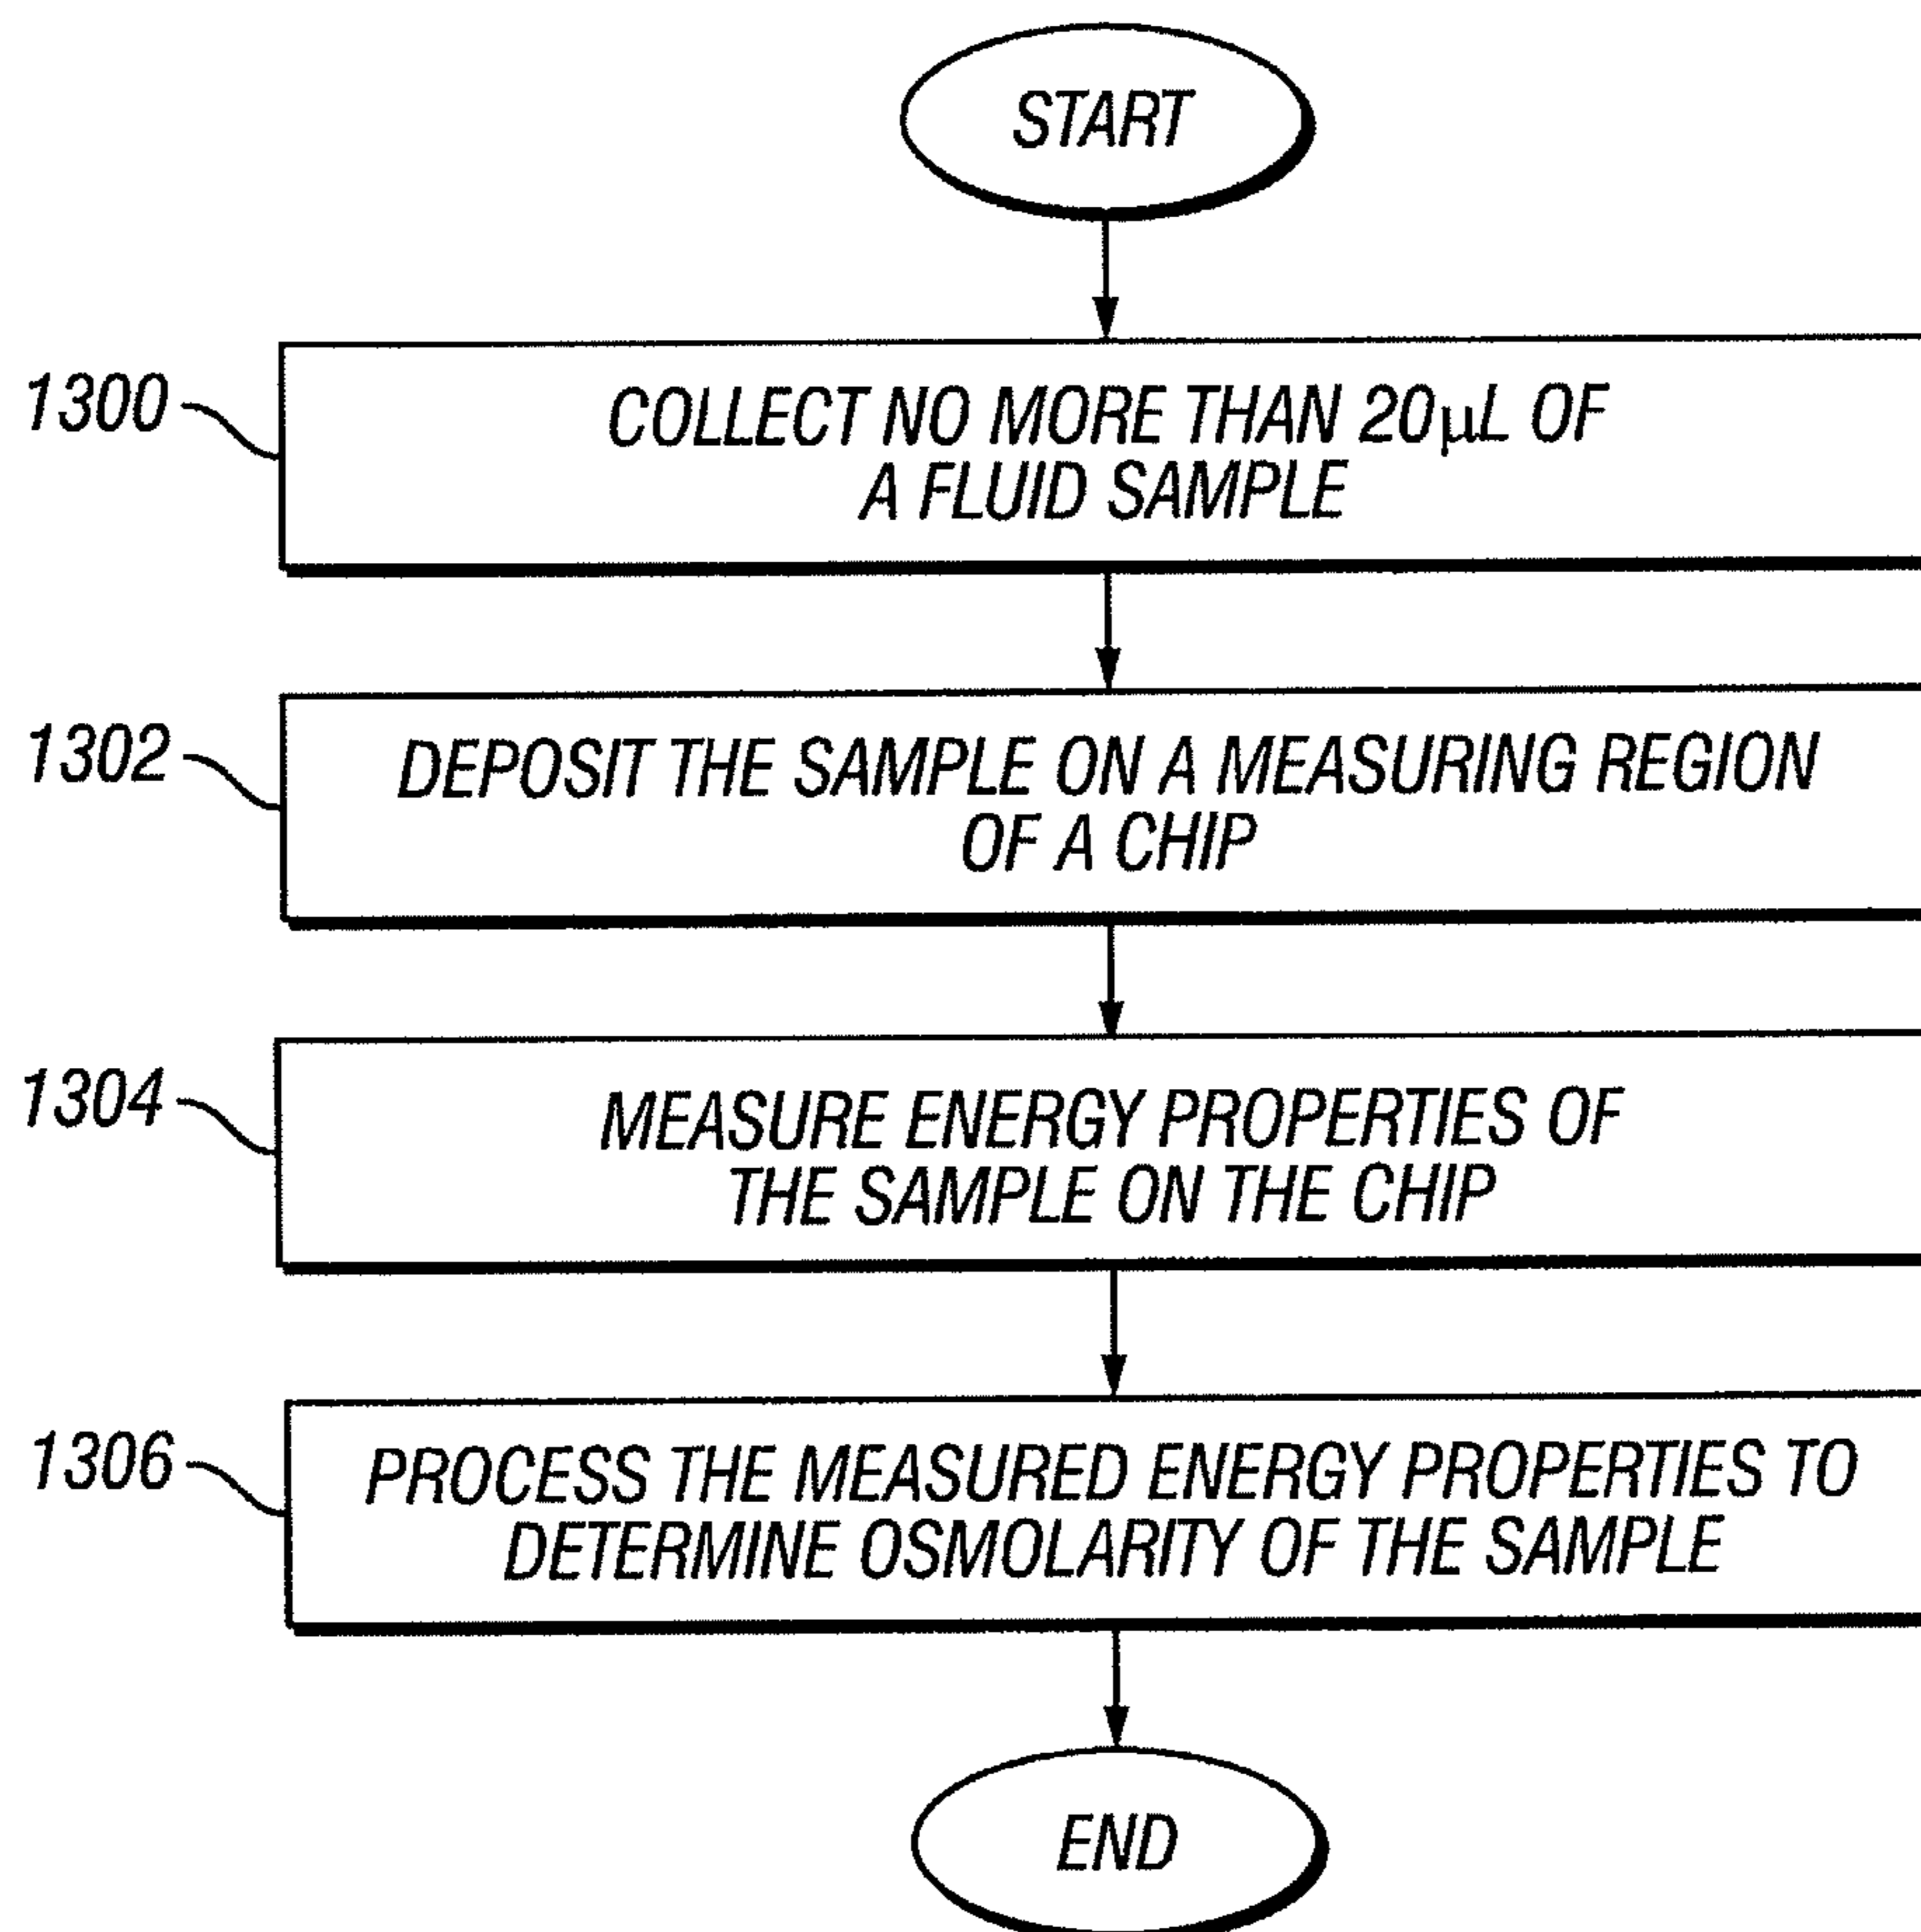 START
1300
COLLECT NO MORE THAN 20µL OF
A FLUID SAMPLE
1302
DEPOSIT THE SAMPLE ON A MEASURING REGION
OF A CHIP
1304
MEASURE ENERGY PROPERTIES OF
THE SAMPLE ON THE CHIP
1306
PROCESS THE MEASURED ENERGY PROPERTIES TO
DETERMINE OSMOLARITY OF THE SAMPLE
END